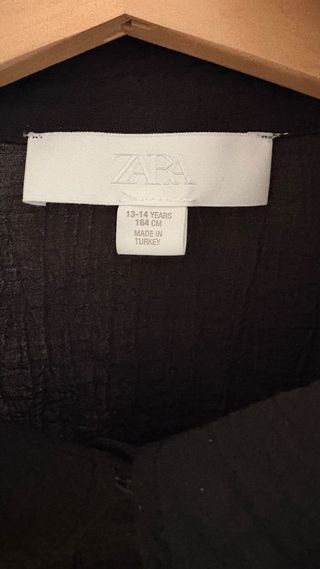 ZARA
13-14 YEARS
164 CM
MADE IN
TURKEY